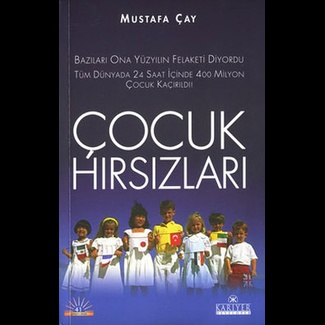 MUSTAFA ÇAY
BAZILARI ONA YÜZYILIN FELAKETİ DİYORDU
TÜM DÜNYADA 24 SAAT İÇİNDE 400 MİLYON
ÇOCUK KAÇIRILDI!
ÇOCUK
HIRSIZLARI
KARİYER